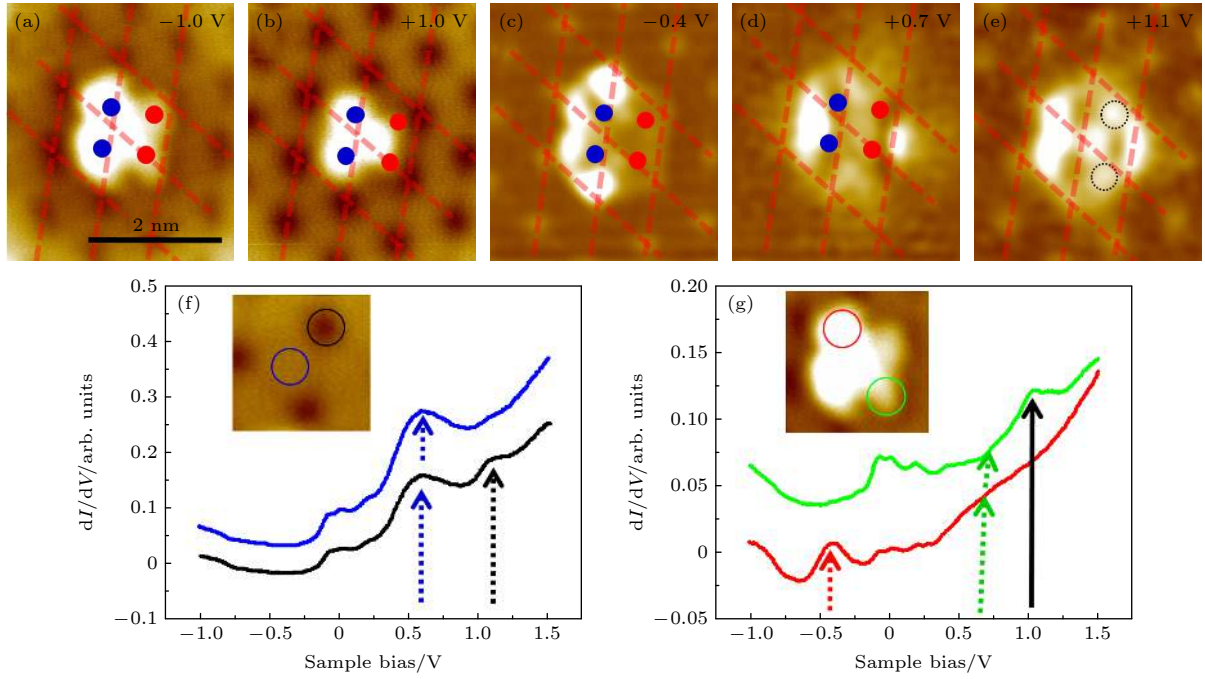 (a) −1.0 V
(b) +1.0 V
(c) −0.4 V
(d) +0.7 V
(e) +1.1 V
2 nm
(f)
0.5
0.4
0.3
0.2
0.1
0
−0.1
dI/dV/arb. units
−1.0 −0.5 0 0.5 1.0 1.5
Sample bias/V
(g)
0.20
0.15
0.10
0.05
0
−0.05
dI/dV/arb. units
−1.0 −0.5 0 0.5 1.0 1.5
Sample bias/V